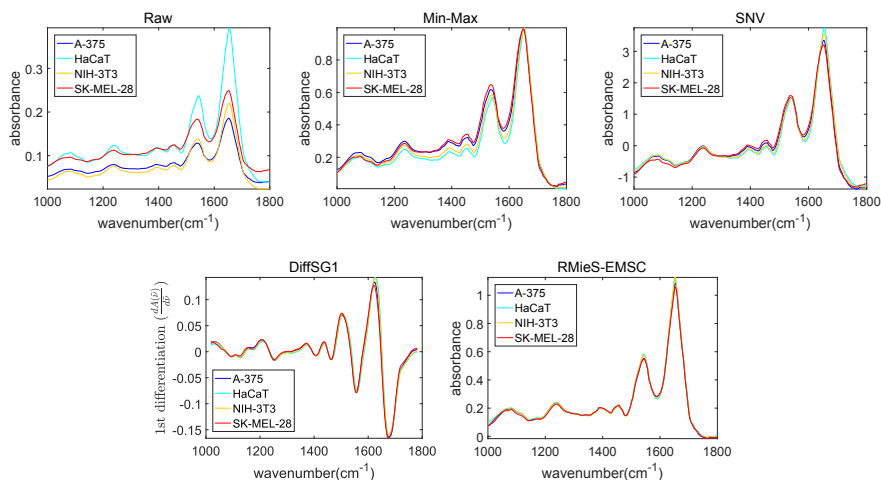 Raw
0.3
0.2
0.1
1000 1200 1400 1600 1800
absorbance
wavenumber(cm⁻¹)
A-375
HaCaT
NIH-3T3
SK-MEL-28
Min-Max
0.8
0.6
0.4
0.2
1000 1200 1400 1600 1800
absorbance
wavenumber(cm⁻¹)
A-375
HaCaT
NIH-3T3
SK-MEL-28
SNV
3
2
1
0
-1
1000 1200 1400 1600 1800
absorbance
wavenumber(cm⁻¹)
A-375
HaCaT
NIH-3T3
SK-MEL-28
DiffSG1
0.1
0.05
0
-0.05
-0.1
-0.15
1000 1200 1400 1600 1800
1st differentiation (dA(ν̃)/dν̃)
wavenumber(cm⁻¹)
A-375
HaCaT
NIH-3T3
SK-MEL-28
RMieS-EMSC
1
0.8
0.6
0.4
0.2
0
1000 1200 1400 1600 1800
absorbance
wavenumber(cm⁻¹)
A-375
HaCaT
NIH-3T3
SK-MEL-28